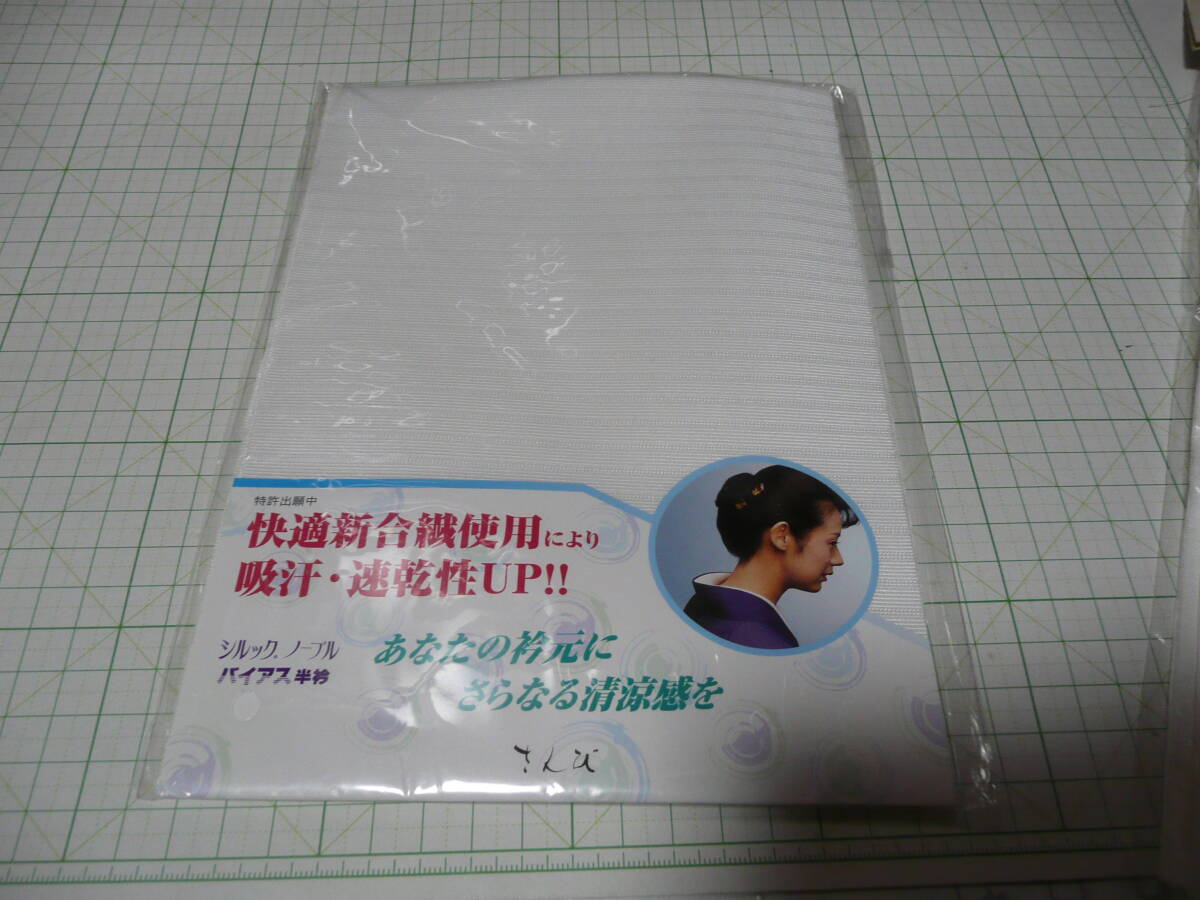 特許出願中
快適新合繊使用により
吸汗・速乾性UP!!
シルック®ノーブル
バイアス半衿
あなたの衿元に
さらなる清涼感を
さんび